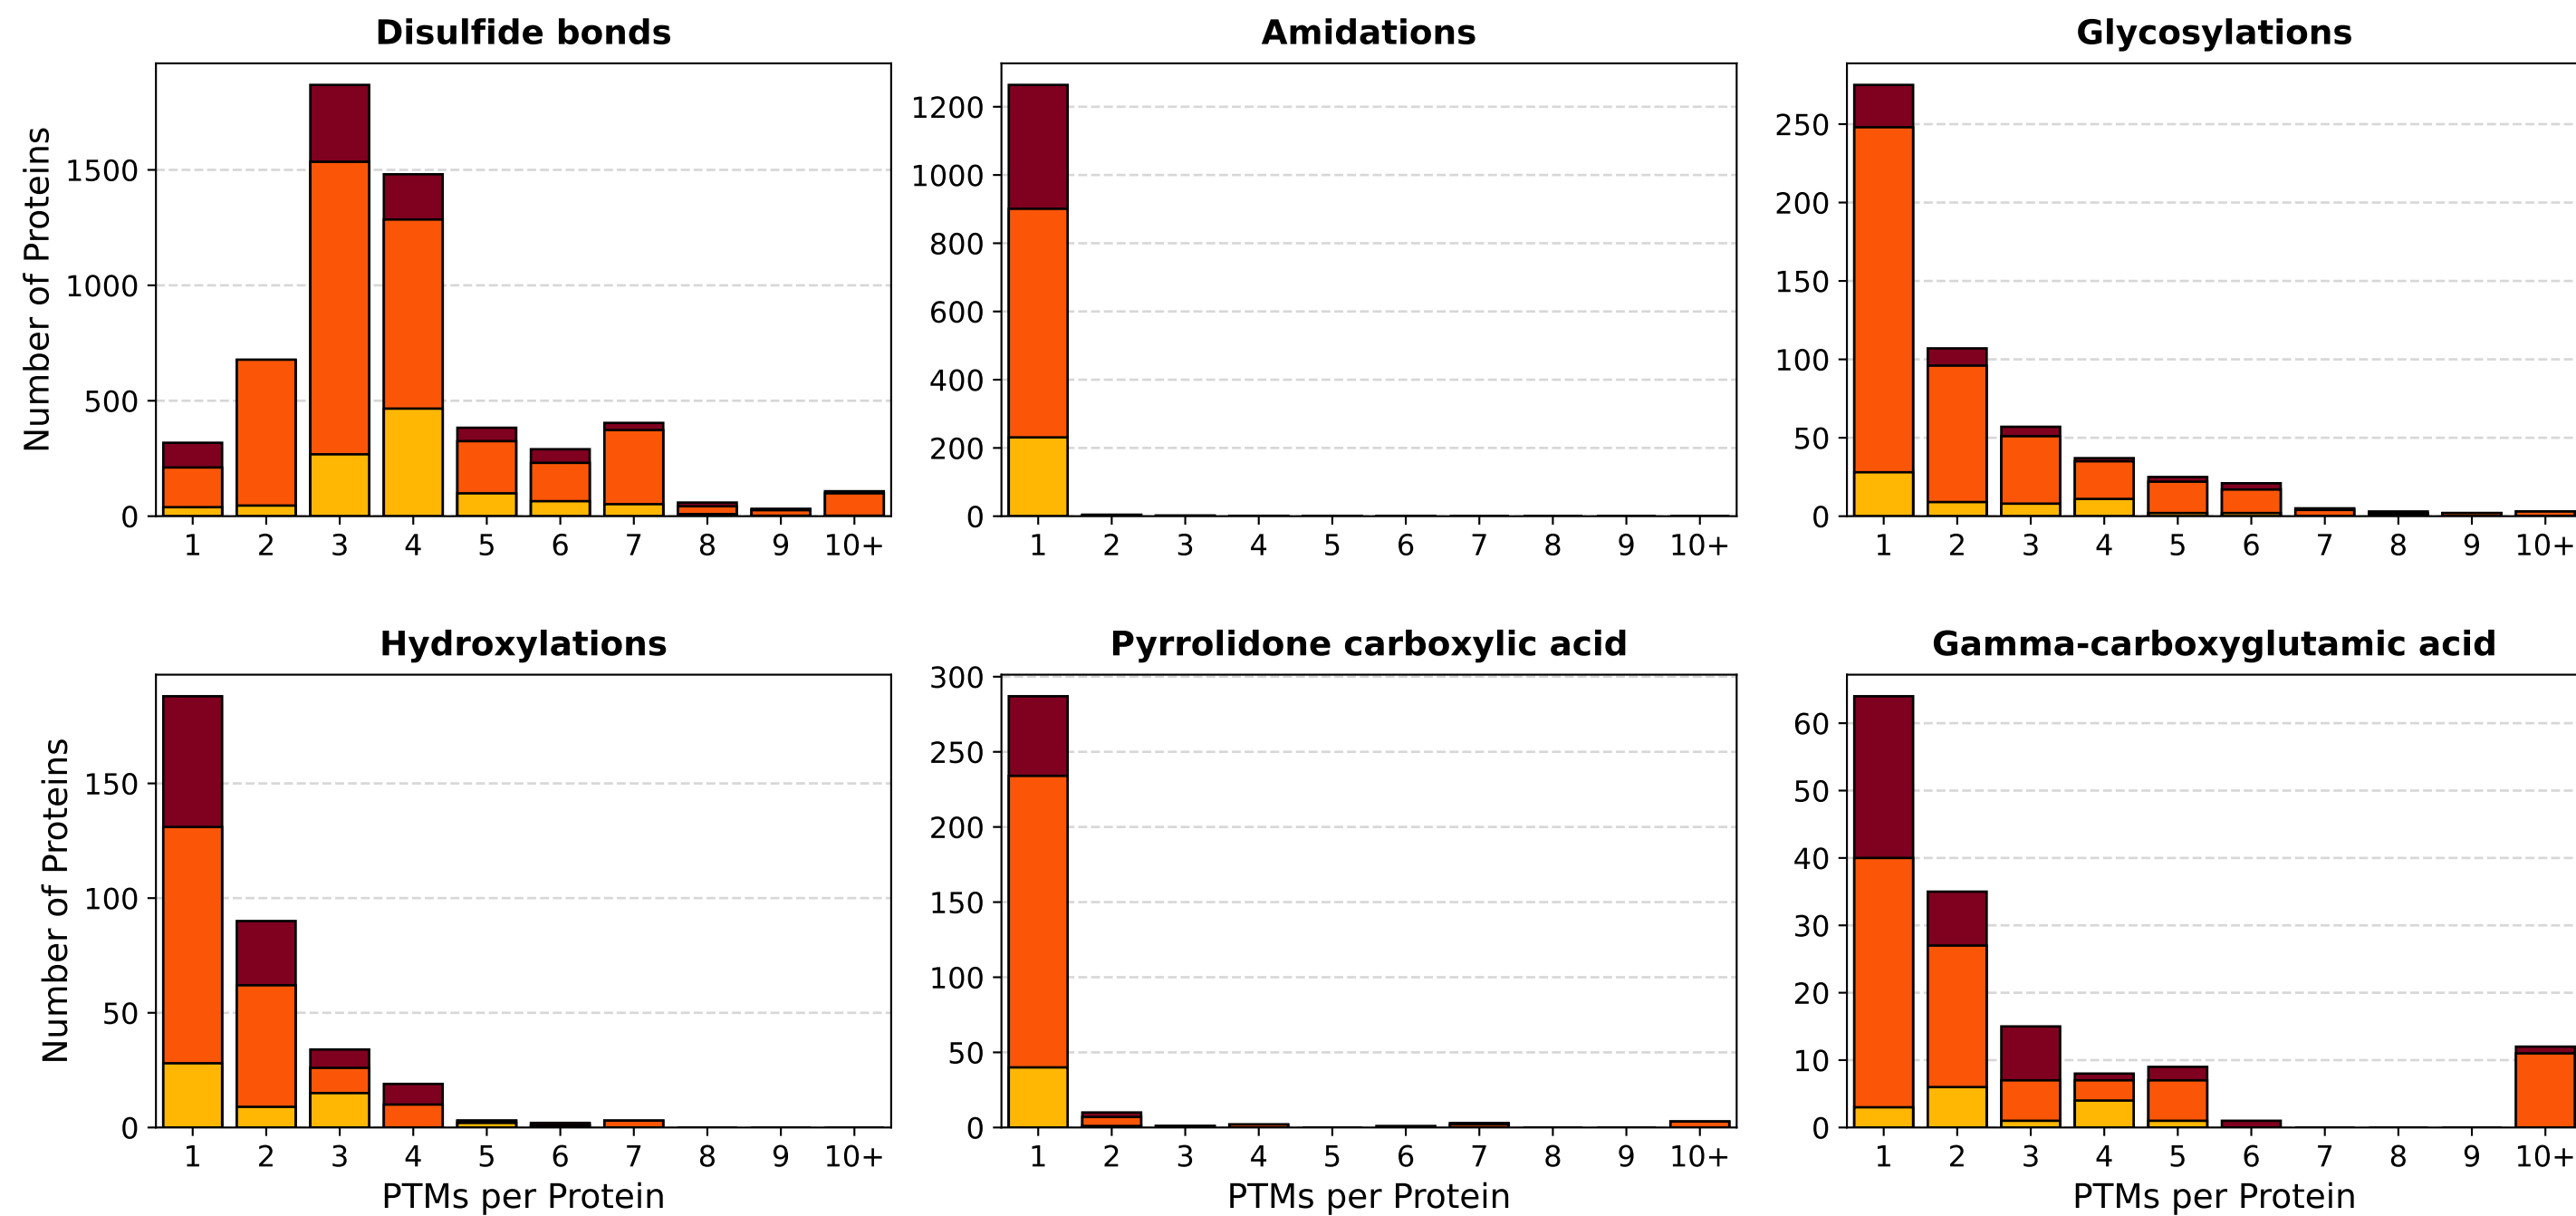 Disulfide bonds
Number of Proteins
1500
1000
500
0
1 2 3 4 5 6 7 8 9 10+
Amidations
1200
1000
800
600
400
200
0
1 2 3 4 5 6 7 8 9 10+
Glycosylations
250
200
150
100
50
0
1 2 3 4 5 6 7 8 9 10+
Hydroxylations
Number of Proteins
150
100
50
0
1 2 3 4 5 6 7 8 9 10+
PTMs per Protein
Pyrrolidone carboxylic acid
300
250
200
150
100
50
0
1 2 3 4 5 6 7 8 9 10+
PTMs per Protein
Gamma-carboxyglutamic acid
60
50
40
30
20
10
0
1 2 3 4 5 6 7 8 9 10+
PTMs per Protein